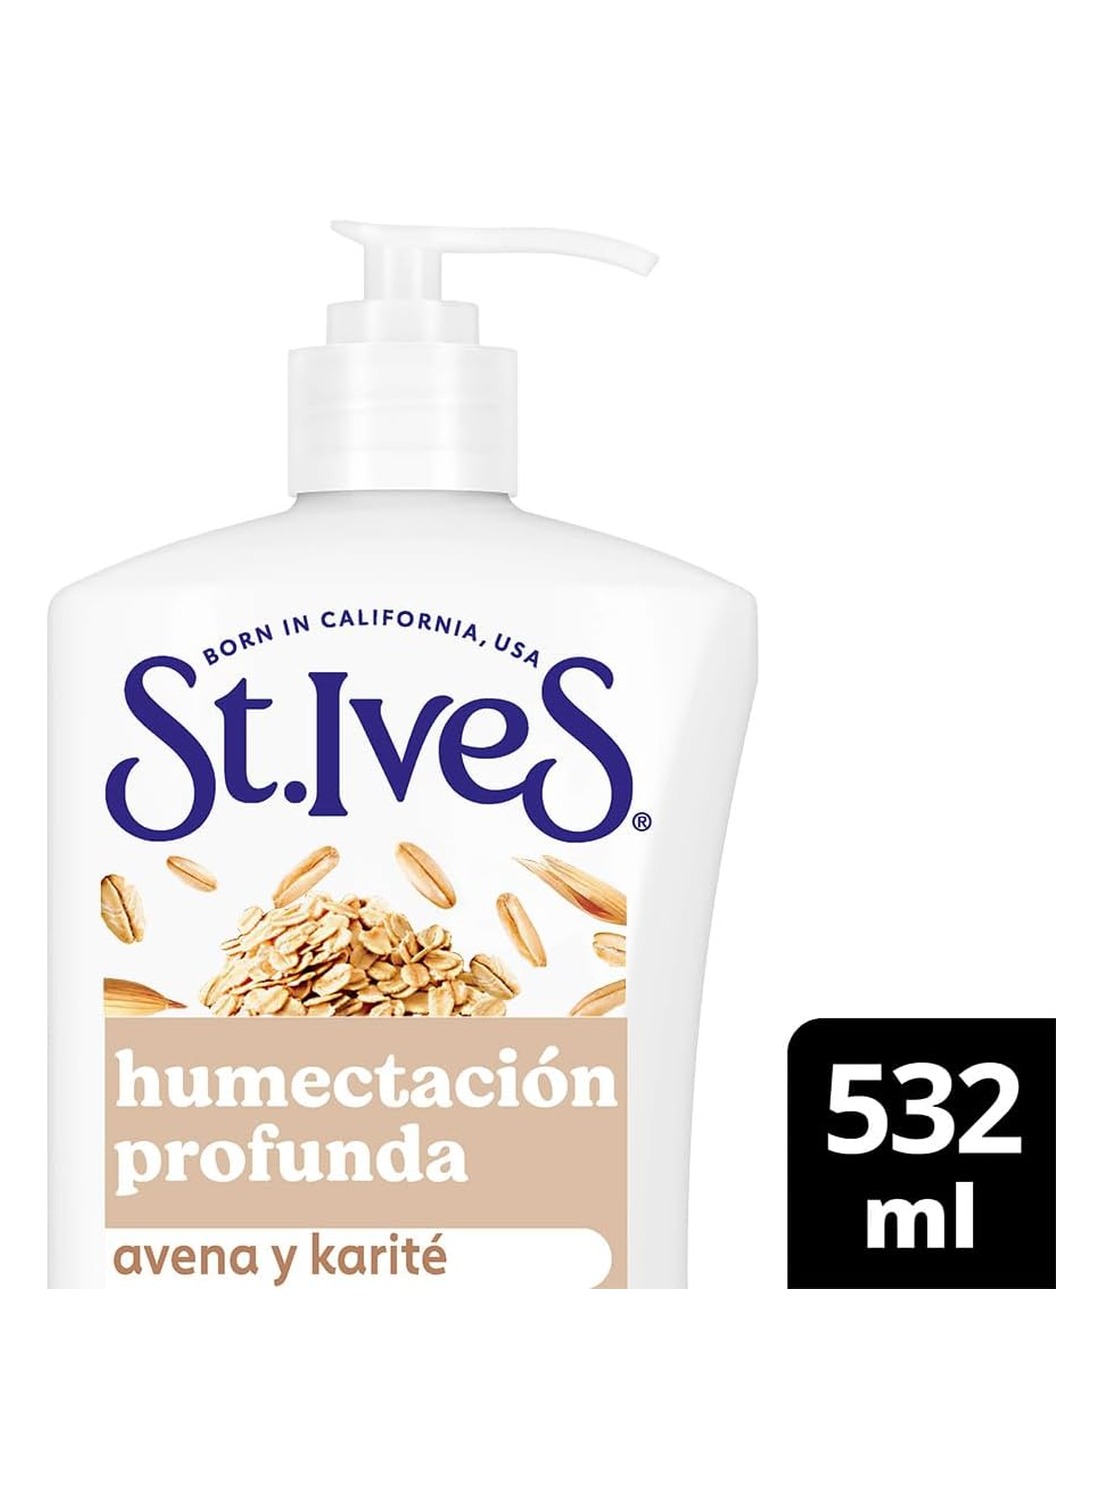 BORN IN CALIFORNIA, USA
St.Ives®
humectación
profunda
avena y karité
532
ml